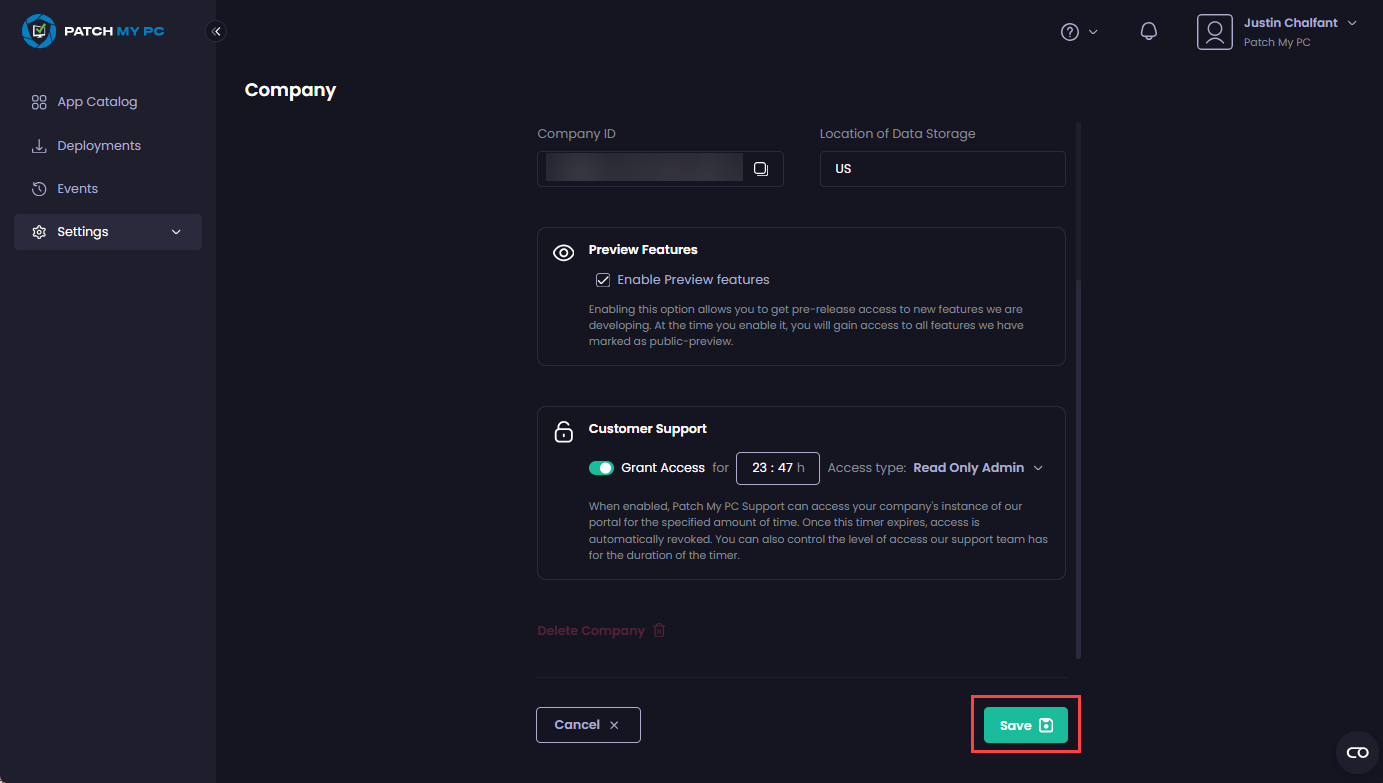 PATCH MY PC
Justin Chalfant
Patch My PC
App Catalog
Deployments
Events
Settings
Company
Company ID
Location of Data Storage
US
Preview Features
Enable Preview features
Enabling this option allows you to get pre-release access to new features we are
developing. At the time you enable it, you will gain access to all features we have
marked as public-preview.
Customer Support
Grant Access for 23 : 47 h Access type: Read Only Admin
When enabled, Patch My PC Support can access your company's instance of our
portal for the specified amount of time. Once this timer expires, access is
automatically revoked. You can also control the level of access our support team has
for the duration of the timer.
Delete Company
Cancel
Save